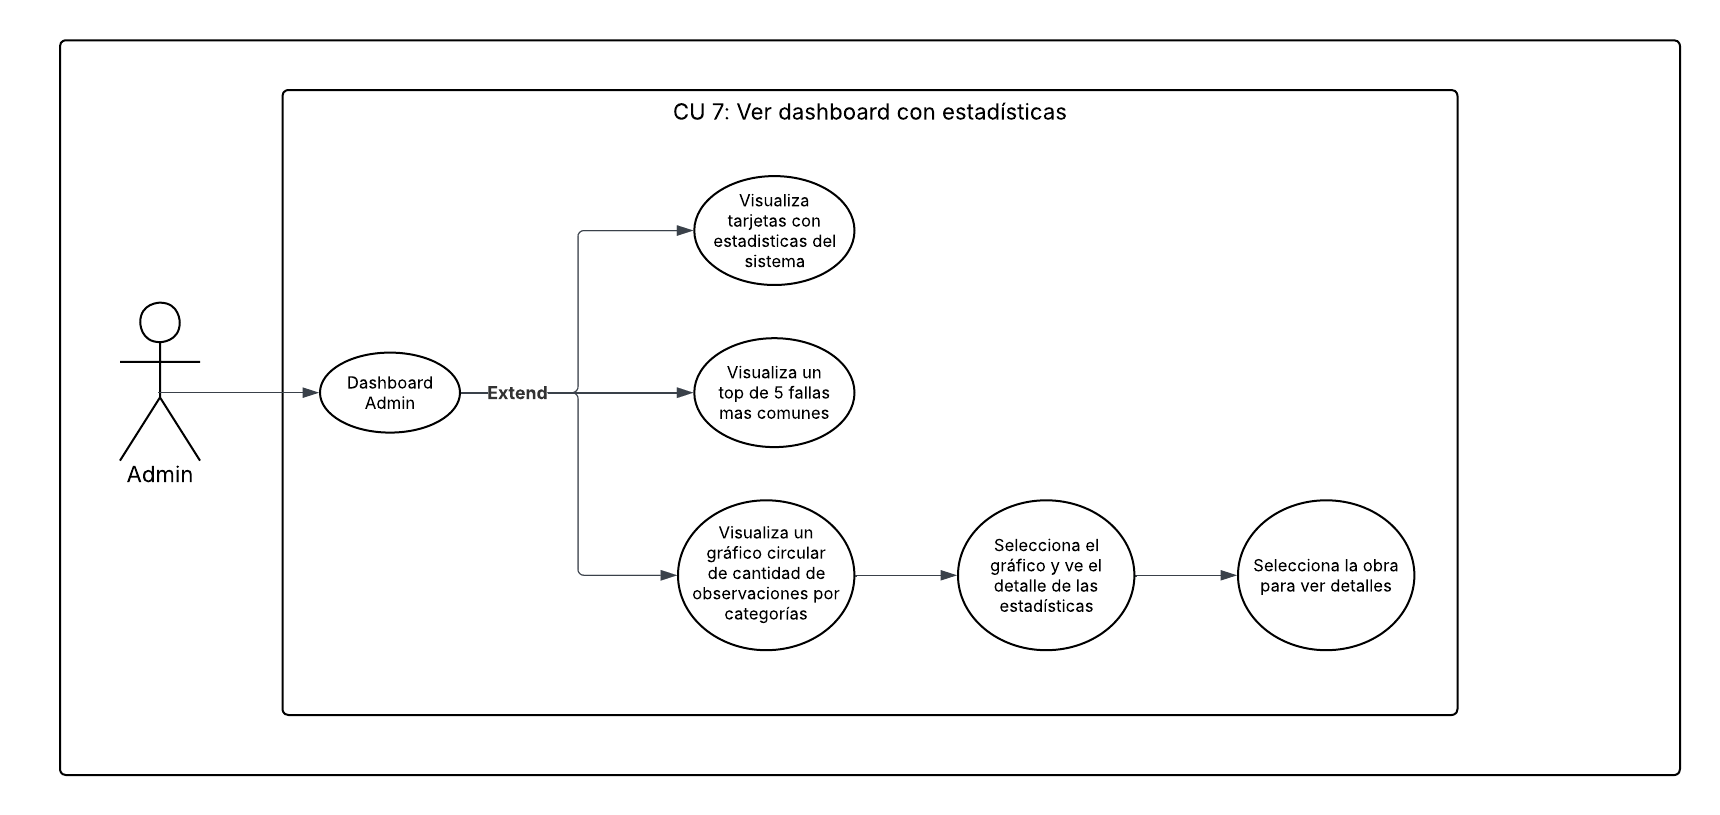 CU 7: Ver dashboard con estadísticas
Visualiza
tarjetas con
estadisticas del
sistema
Admin
Dashboard
Admin
Extend
Visualiza un
top de 5 fallas
mas comunes
Visualiza un
gráfico circular
de cantidad de
observaciones por
categorías
Selecciona el
gráfico y ve el
detalle de las
estadísticas
Selecciona la obra
para ver detalles